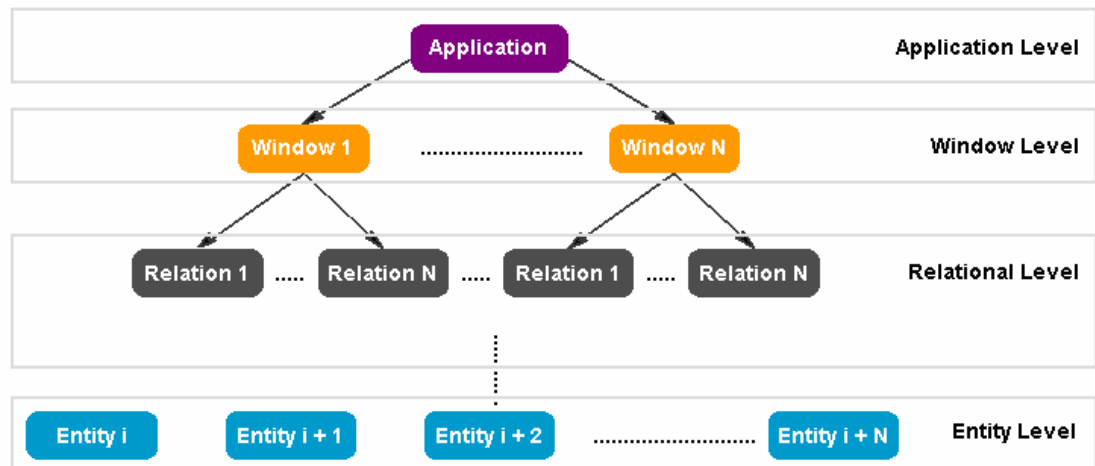 Application Application Level
Window 1 ........................... Window N Window Level
Relation 1 ..... Relation N ..... Relation 1 ..... Relation N Relational Level
Entity i Entity i + 1 Entity i + 2 ........................... Entity i + N Entity Level